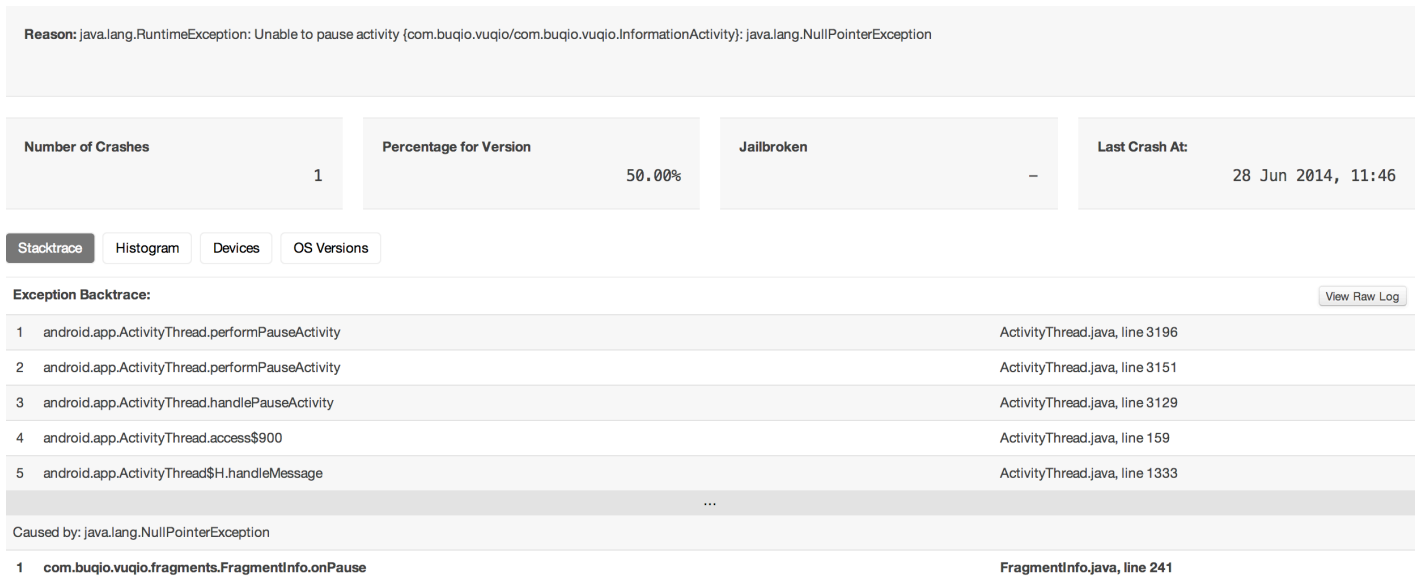 Reason: java.lang.RuntimeException: Unable to pause activity {com.buqio.vuqio/com.buqio.vuqio.InformationActivity}: java.lang.NullPointerException
Number of Crashes
1
Percentage for Version
50.00%
Jailbroken
–
Last Crash At:
28 Jun 2014, 11:46
Stacktrace Histogram Devices OS Versions
Exception Backtrace: View Raw Log
1 android.app.ActivityThread.performPauseActivity ActivityThread.java, line 3196
2 android.app.ActivityThread.performPauseActivity ActivityThread.java, line 3151
3 android.app.ActivityThread.handlePauseActivity ActivityThread.java, line 3129
4 android.app.ActivityThread.access$900 ActivityThread.java, line 159
5 android.app.ActivityThread$H.handleMessage ActivityThread.java, line 1333
...
Caused by: java.lang.NullPointerException
1 com.buqio.vuqio.fragments.FragmentInfo.onPause FragmentInfo.java, line 241